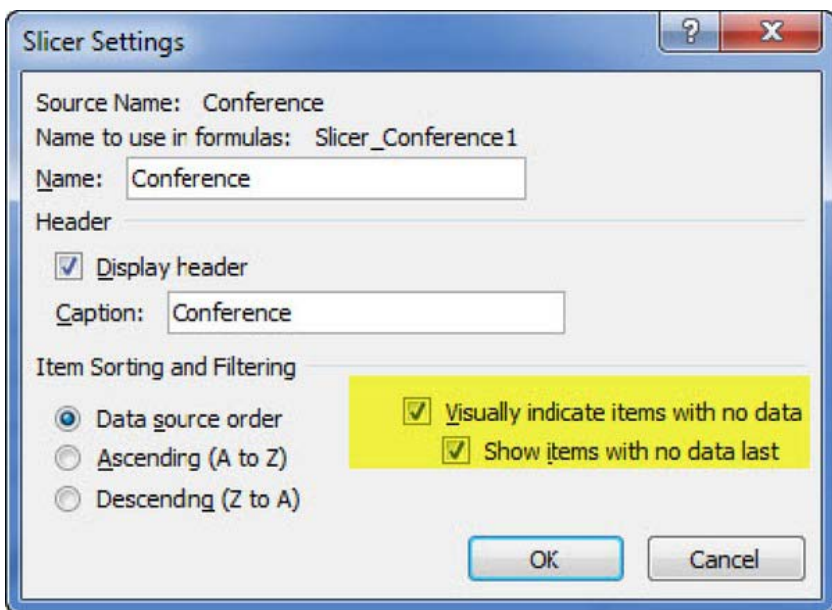 Slicer Settings
Source Name: Conference
Name to use in formulas: Slicer_Conference1
Name: Conference
Header
Display header
Caption: Conference
Item Sorting and Filtering
Data source order
Ascending (A to Z)
Descending (Z to A)
Visually indicate items with no data
Show items with no data last
OK
Cancel